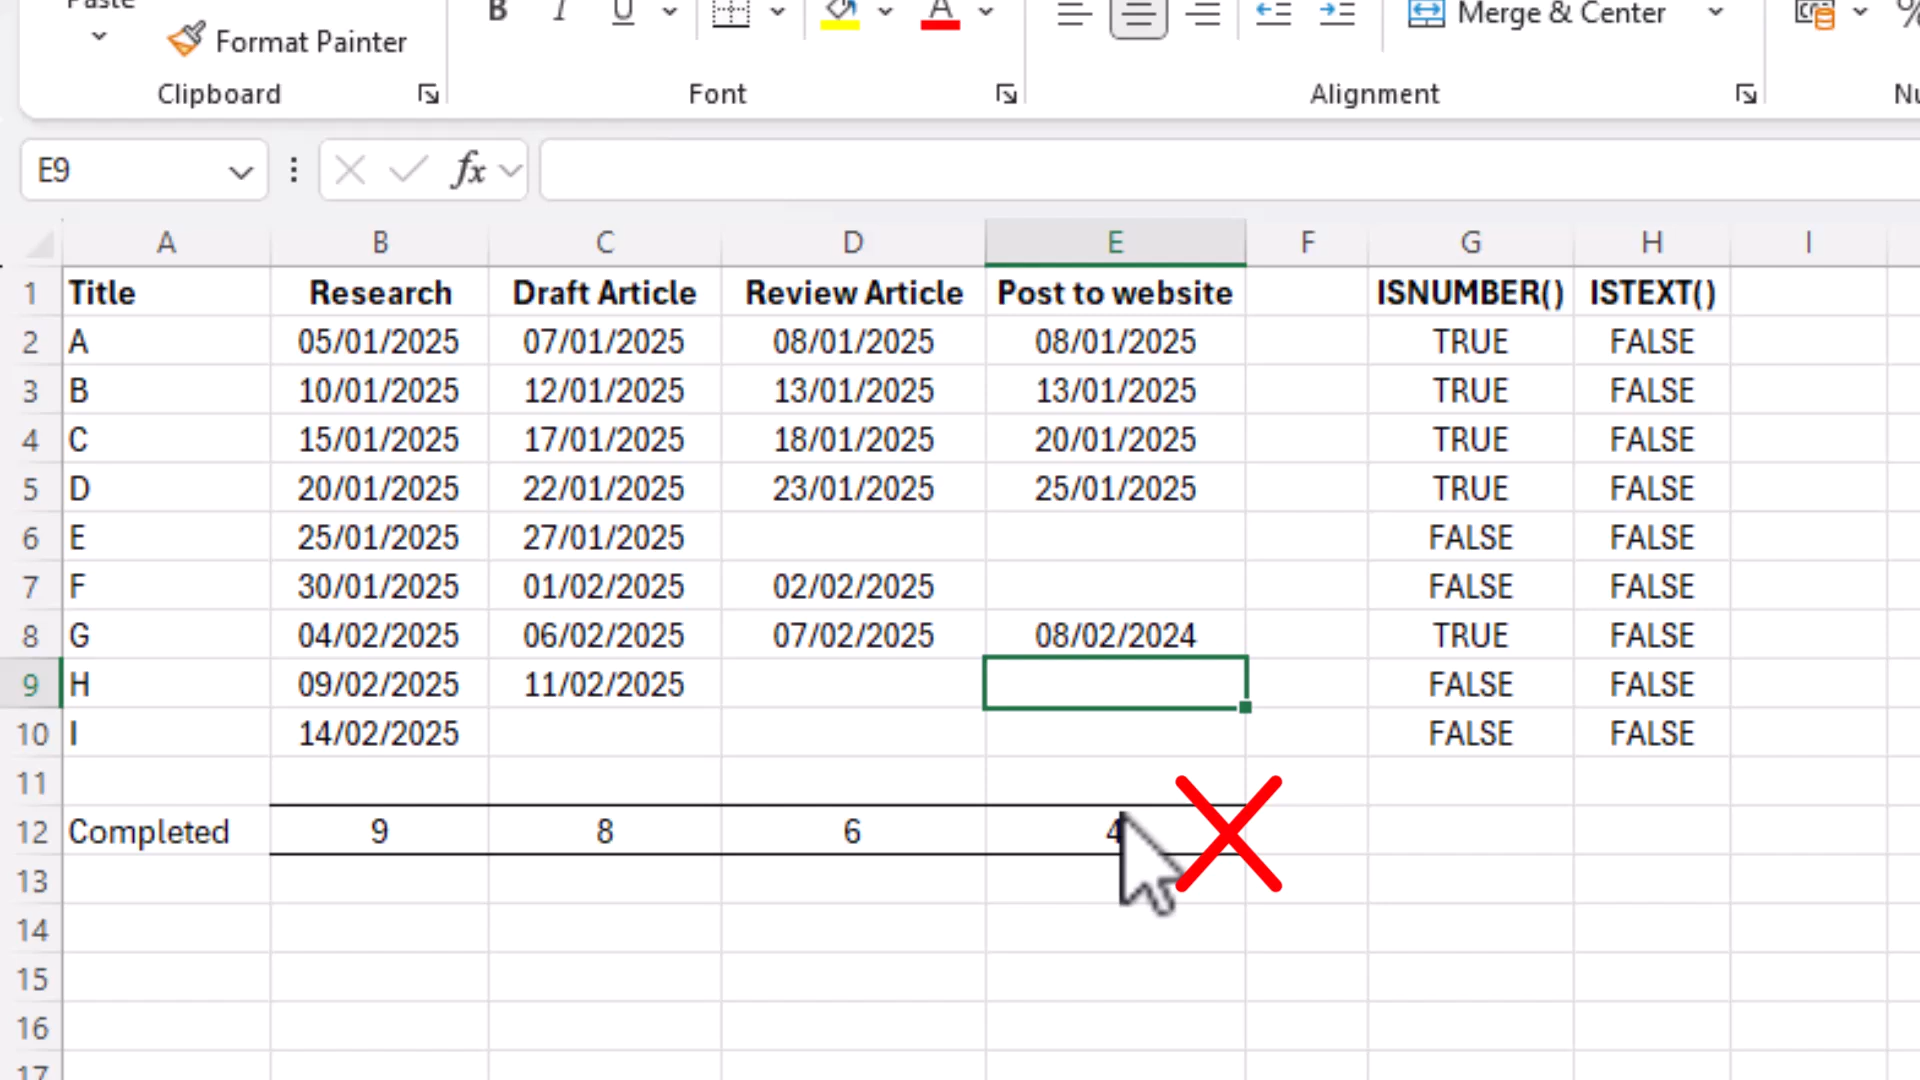 Paste
B I U A Merge & Center %
Format Painter
Clipboard Font Alignment Nu
E9 fx
A B C D E F G H I
1 Title Research Draft Article Review Article Post to website ISNUMBER() ISTEXT()
2 A 05/01/2025 07/01/2025 08/01/2025 08/01/2025 TRUE FALSE
3 B 10/01/2025 12/01/2025 13/01/2025 13/01/2025 TRUE FALSE
4 C 15/01/2025 17/01/2025 18/01/2025 20/01/2025 TRUE FALSE
5 D 20/01/2025 22/01/2025 23/01/2025 25/01/2025 TRUE FALSE
6 E 25/01/2025 27/01/2025 FALSE FALSE
7 F 30/01/2025 01/02/2025 02/02/2025 FALSE FALSE
8 G 04/02/2025 06/02/2025 07/02/2025 08/02/2024 TRUE FALSE
9 H 09/02/2025 11/02/2025 FALSE FALSE
10 I 14/02/2025 FALSE FALSE
11
12 Completed 9 8 6 4
13
14
15
16
17